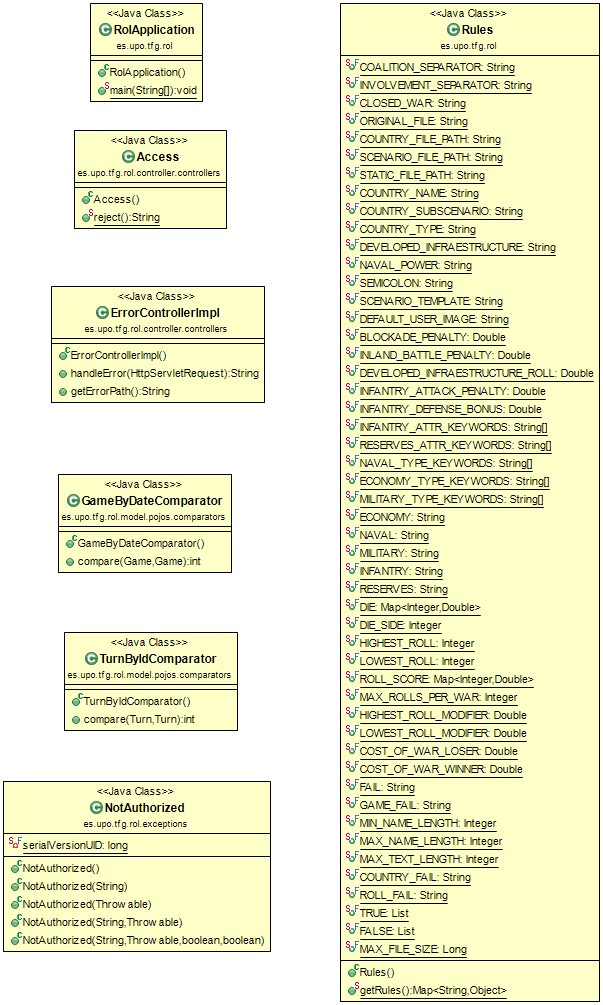 <<Java Class>>
RolApplication
es.upo.tfg.rol
RolApplication()
main(String[]):void
<<Java Class>>
Access
es.upo.tfg.rol.controller.controllers
Access()
reject():String
<<Java Class>>
ErrorControllerImpl
es.upo.tfg.rol.controller.controllers
ErrorControllerImpl()
handleError(HttpServletRequest):String
getErrorPath():String
<<Java Class>>
GameByDateComparator
es.upo.tfg.rol.model.pojos.comparators
GameByDateComparator()
compare(Game,Game):int
<<Java Class>>
TurnByIdComparator
es.upo.tfg.rol.model.pojos.comparators
TurnByIdComparator()
compare(Turn,Turn):int
<<Java Class>>
NotAuthorized
es.upo.tfg.rol.exceptions
serialVersionUID: long
NotAuthorized()
NotAuthorized(String)
NotAuthorized(Throwable)
NotAuthorized(String,Throwable)
NotAuthorized(String,Throwable,boolean,boolean)
<<Java Class>>
Rules
es.upo.tfg.rol
COALITION_SEPARATOR: String
INVOLVEMENT_SEPARATOR: String
CLOSED_WAR: String
ORIGINAL_FILE: String
COUNTRY_FILE_PATH: String
SCENARIO_FILE_PATH: String
STATIC_FILE_PATH: String
COUNTRY_NAME: String
COUNTRY_SUBSCENARIO: String
COUNTRY_TYPE: String
DEVELOPED_INFRAESTRUCTURE: String
NAVAL_POWER: String
SEMICOLON: String
SCENARIO_TEMPLATE: String
DEFAULT_USER_IMAGE: String
BLOCKADE_PENALTY: Double
INLAND_BATTLE_PENALTY: Double
DEVELOPED_INFRAESTRUCTURE_ROLL: Double
INFANTRY_ATTACK_PENALTY: Double
INFANTRY_DEFENSE_BONUS: Double
INFANTRY_ATTR_KEYWORDS: String[]
RESERVES_ATTR_KEYWORDS: String[]
NAVAL_TYPE_KEYWORDS: String[]
ECONOMY_TYPE_KEYWORDS: String[]
MILITARY_TYPE_KEYWORDS: String[]
ECONOMY: String
NAVAL: String
MILITARY: String
INFANTRY: String
RESERVES: String
DIE: Map<Integer,Double>
DIE_SIDE: Integer
HIGHEST_ROLL: Integer
LOWEST_ROLL: Integer
ROLL_SCORE: Map<Integer,Double>
MAX_ROLLS_PER_WAR: Integer
HIGHEST_ROLL_MODIFIER: Double
LOWEST_ROLL_MODIFIER: Double
COST_OF_WAR_LOSER: Double
COST_OF_WAR_WINNER: Double
FAIL: String
GAME_FAIL: String
MIN_NAME_LENGTH: Integer
MAX_NAME_LENGTH: Integer
MAX_TEXT_LENGTH: Integer
COUNTRY_FAIL: String
ROLL_FAIL: String
TRUE: List
FALSE: List
MAX_FILE_SIZE: Long
Rules()
getRules():Map<String,Object>